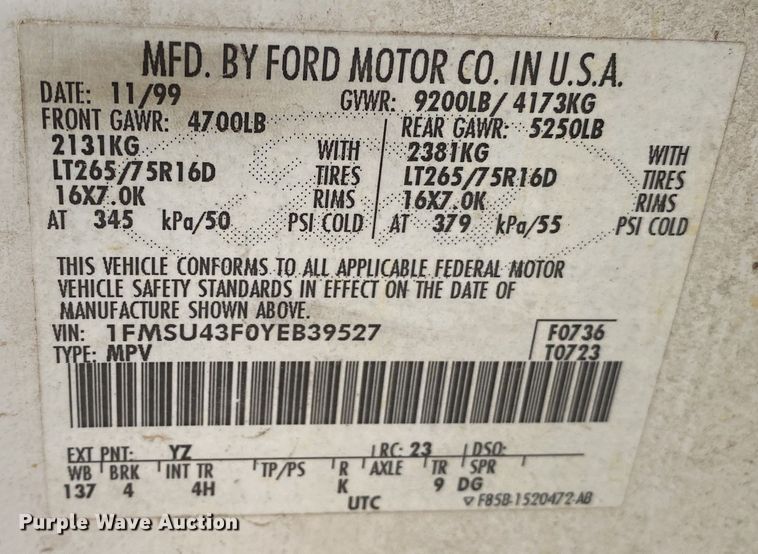 MFD. BY FORD MOTOR CO. IN U.S.A.
DATE: 11/99 GVWR: 9200LB/ 4173KG
FRONT GAWR: 4700LB REAR GAWR: 5250LB
2131KG WITH 2381KG WITH
LT265/75R16D TIRES LT265/75R16D TIRES
16X7.0K RIMS 16X7.0K RIMS
AT 345 kPa/50 PSI COLD AT 379 kPa/55 PSI COLD
THIS VEHICLE CONFORMS TO ALL APPLICABLE FEDERAL MOTOR
VEHICLE SAFETY STANDARDS IN EFFECT ON THE DATE OF
MANUFACTURE SHOWN ABOVE.
VIN: 1FMSU43F0YEB39527 F0736
TYPE: MPV T0723
EXT PNT: YZ RC: 23 DSO:
WB BRK INT TR TP/PS R AXLE TR SPR
137 4 4H K 9 DG
UTC F85B-1520472-AB
Purple Wave Auction